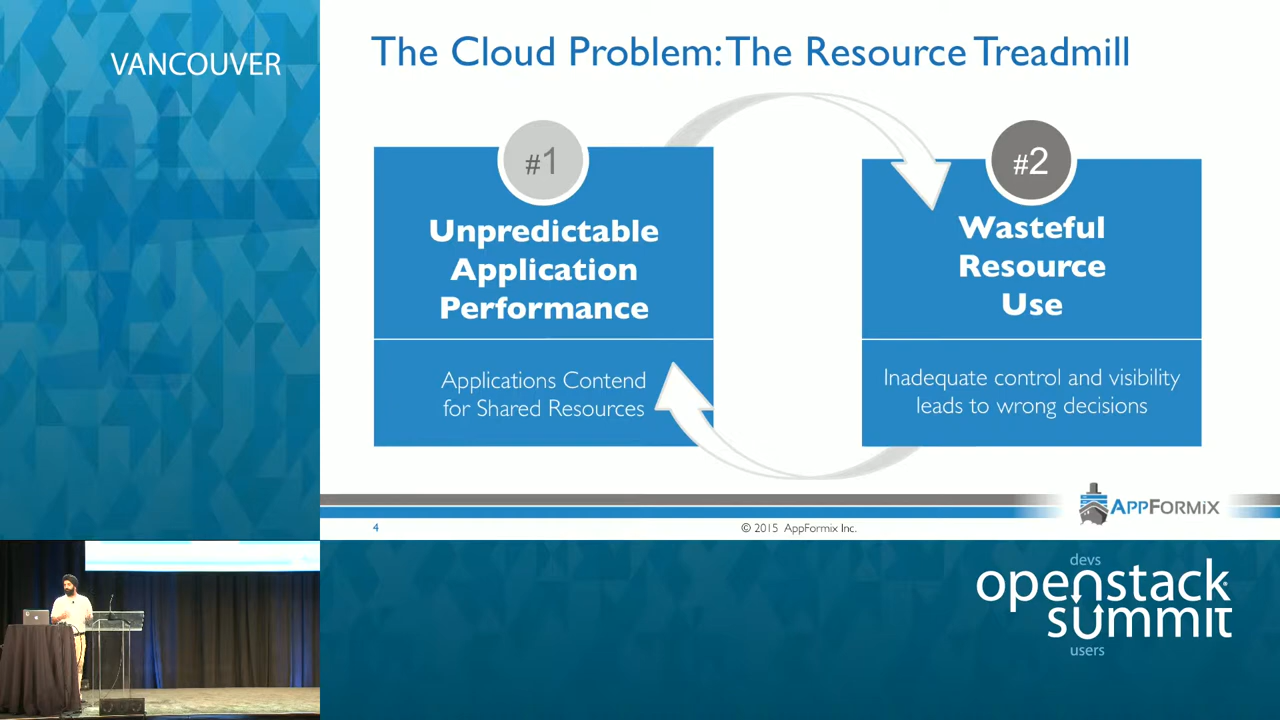 VANCOUVER
The Cloud Problem: The Resource Treadmill
#1
Unpredictable
Application
Performance
Applications Contend
for Shared Resources
#2
Wasteful
Resource
Use
Inadequate control and visibility
leads to wrong decisions
APPFORMIX
4
© 2015 AppFormix Inc.
devs
openstack
summit
users